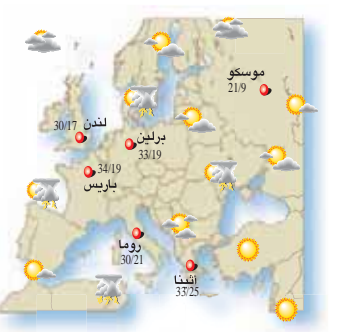 موسكو
21/9
لندن
30/17
برلين
33/19
34/19
باريس
روما
30/21
أثينا
33/25